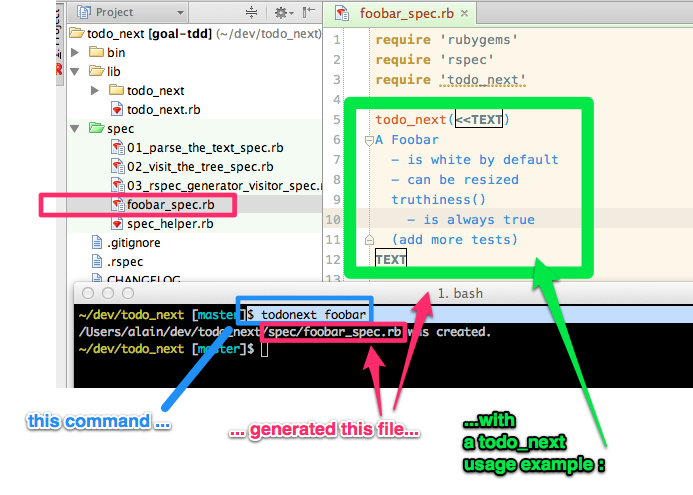 Project
foobar_spec.rb ×
todo_next [goal-tdd] (~/dev/todo_next)
bin
lib
todo_next
todo_next.rb
spec
01_parse_the_text_spec.rb
02_visit_the_tree_spec.rb
03_rspec_generator_visitor_spec.r
foobar_spec.rb
spec_helper.rb
.gitignore
.rspec
CHANGELOG
1 require 'rubygems'
2 require 'rspec'
3 require 'todo_next'
4
5 todo_next(<<TEXT)
6 A Foobar
7 - is white by default
8 - can be resized
9 truthiness()
10 - is always true
11 (add more tests)
12 TEXT
1. bash
~/dev/todo_next [master]$ todonext foobar
/Users/alain/dev/todo_next/spec/foobar_spec.rb was created.
~/dev/todo_next [master]$
this command ...
... generated this file...
...with
a todo_next
usage example :